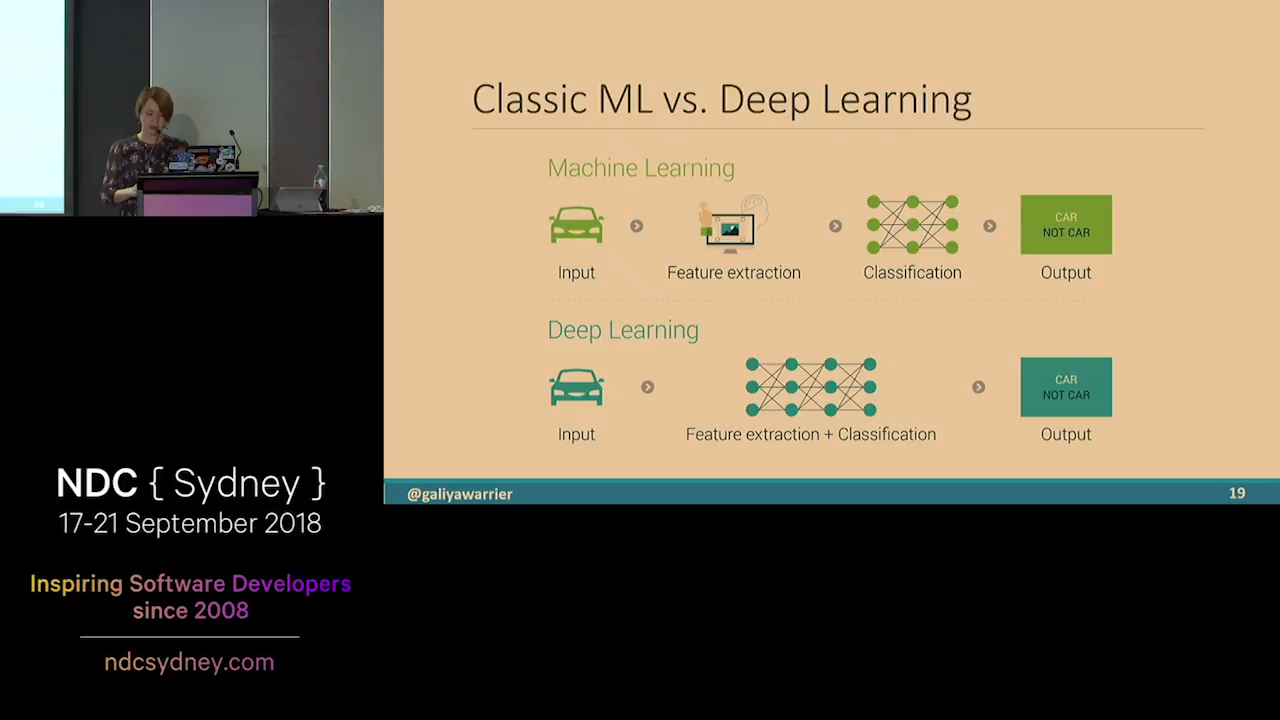 Classic ML vs. Deep Learning
Machine Learning
Input
Feature extraction
Classification
CAR
NOT CAR
Output
Deep Learning
Input
Feature extraction + Classification
CAR
NOT CAR
Output
@galiyawarrier
19
NDC { Sydney }
17-21 September 2018
Inspiring Software Developers
since 2008
ndcsydney.com